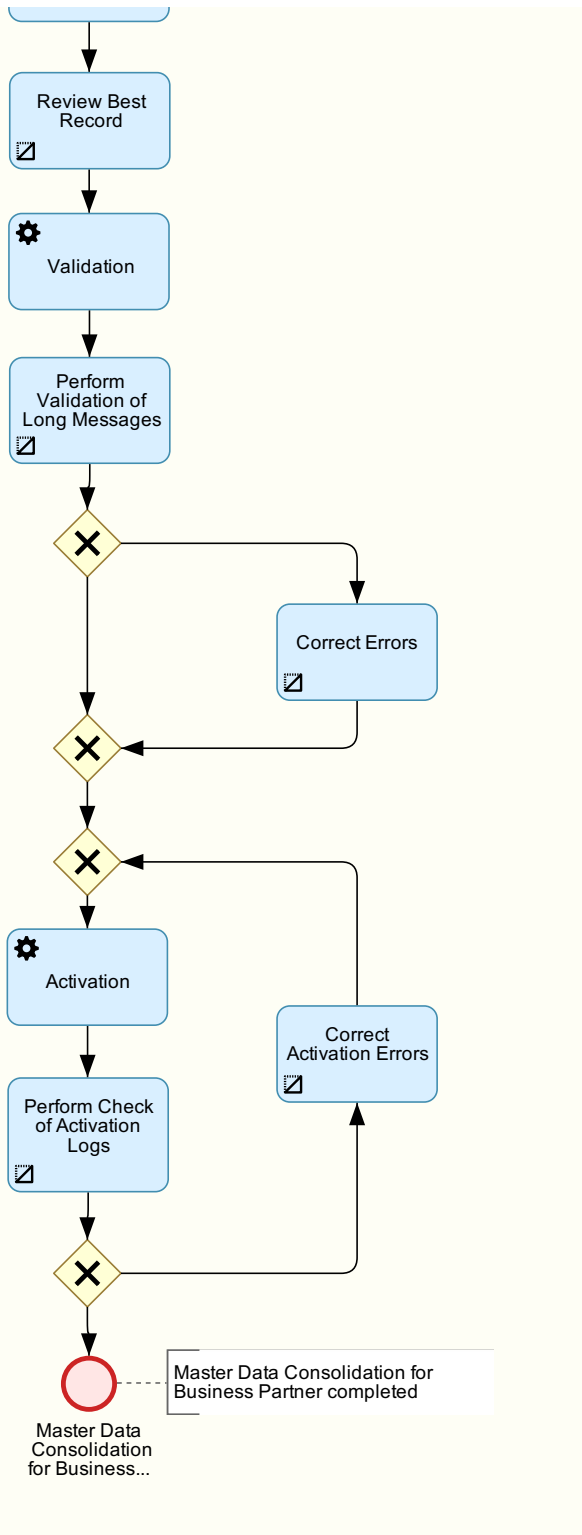 Review Best
Record
Validation
Perform
Validation of
Long Messages
Correct Errors
Activation
Correct
Activation Errors
Perform Check
of Activation
Logs
Master Data Consolidation for
Business Partner completed
Master Data
Consolidation
for Business...